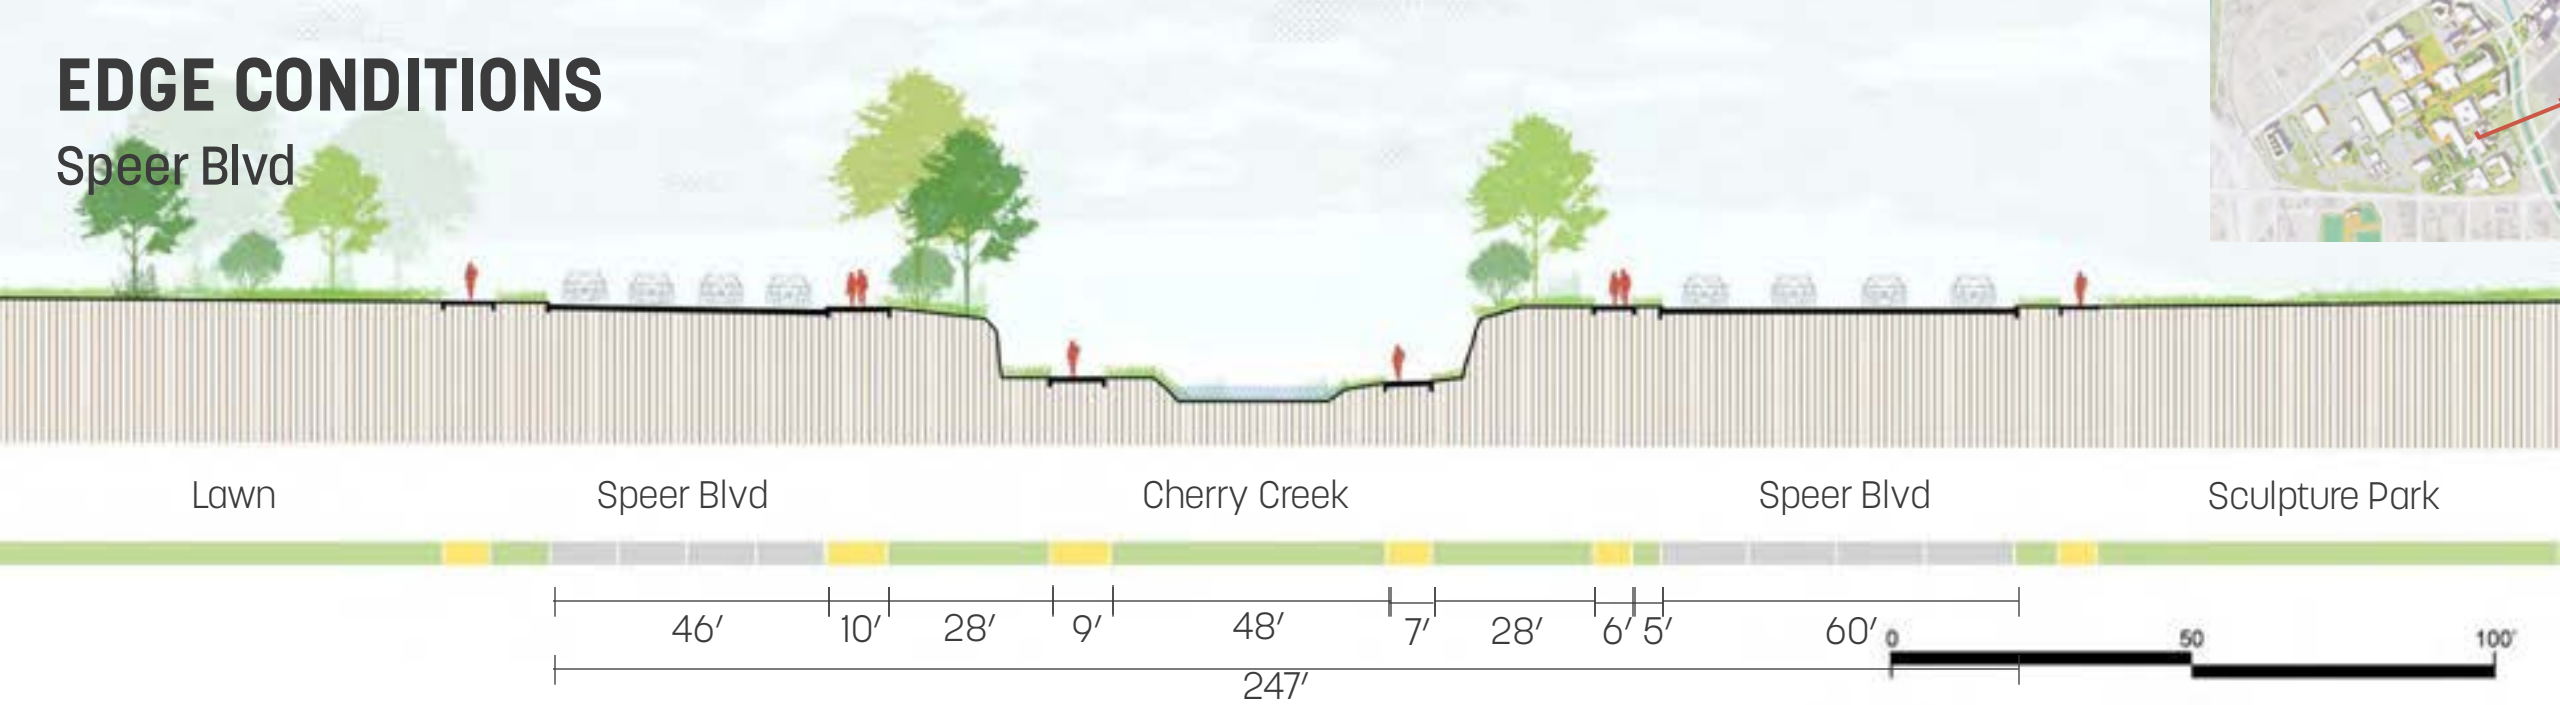 EDGE CONDITIONS
Speer Blvd
Lawn
Speer Blvd
Cherry Creek
Speer Blvd
Sculpture Park
46′ 10′ 28′ 9′ 48′ 7′ 28′ 6′ 5′ 60′
0 50 100'
247′